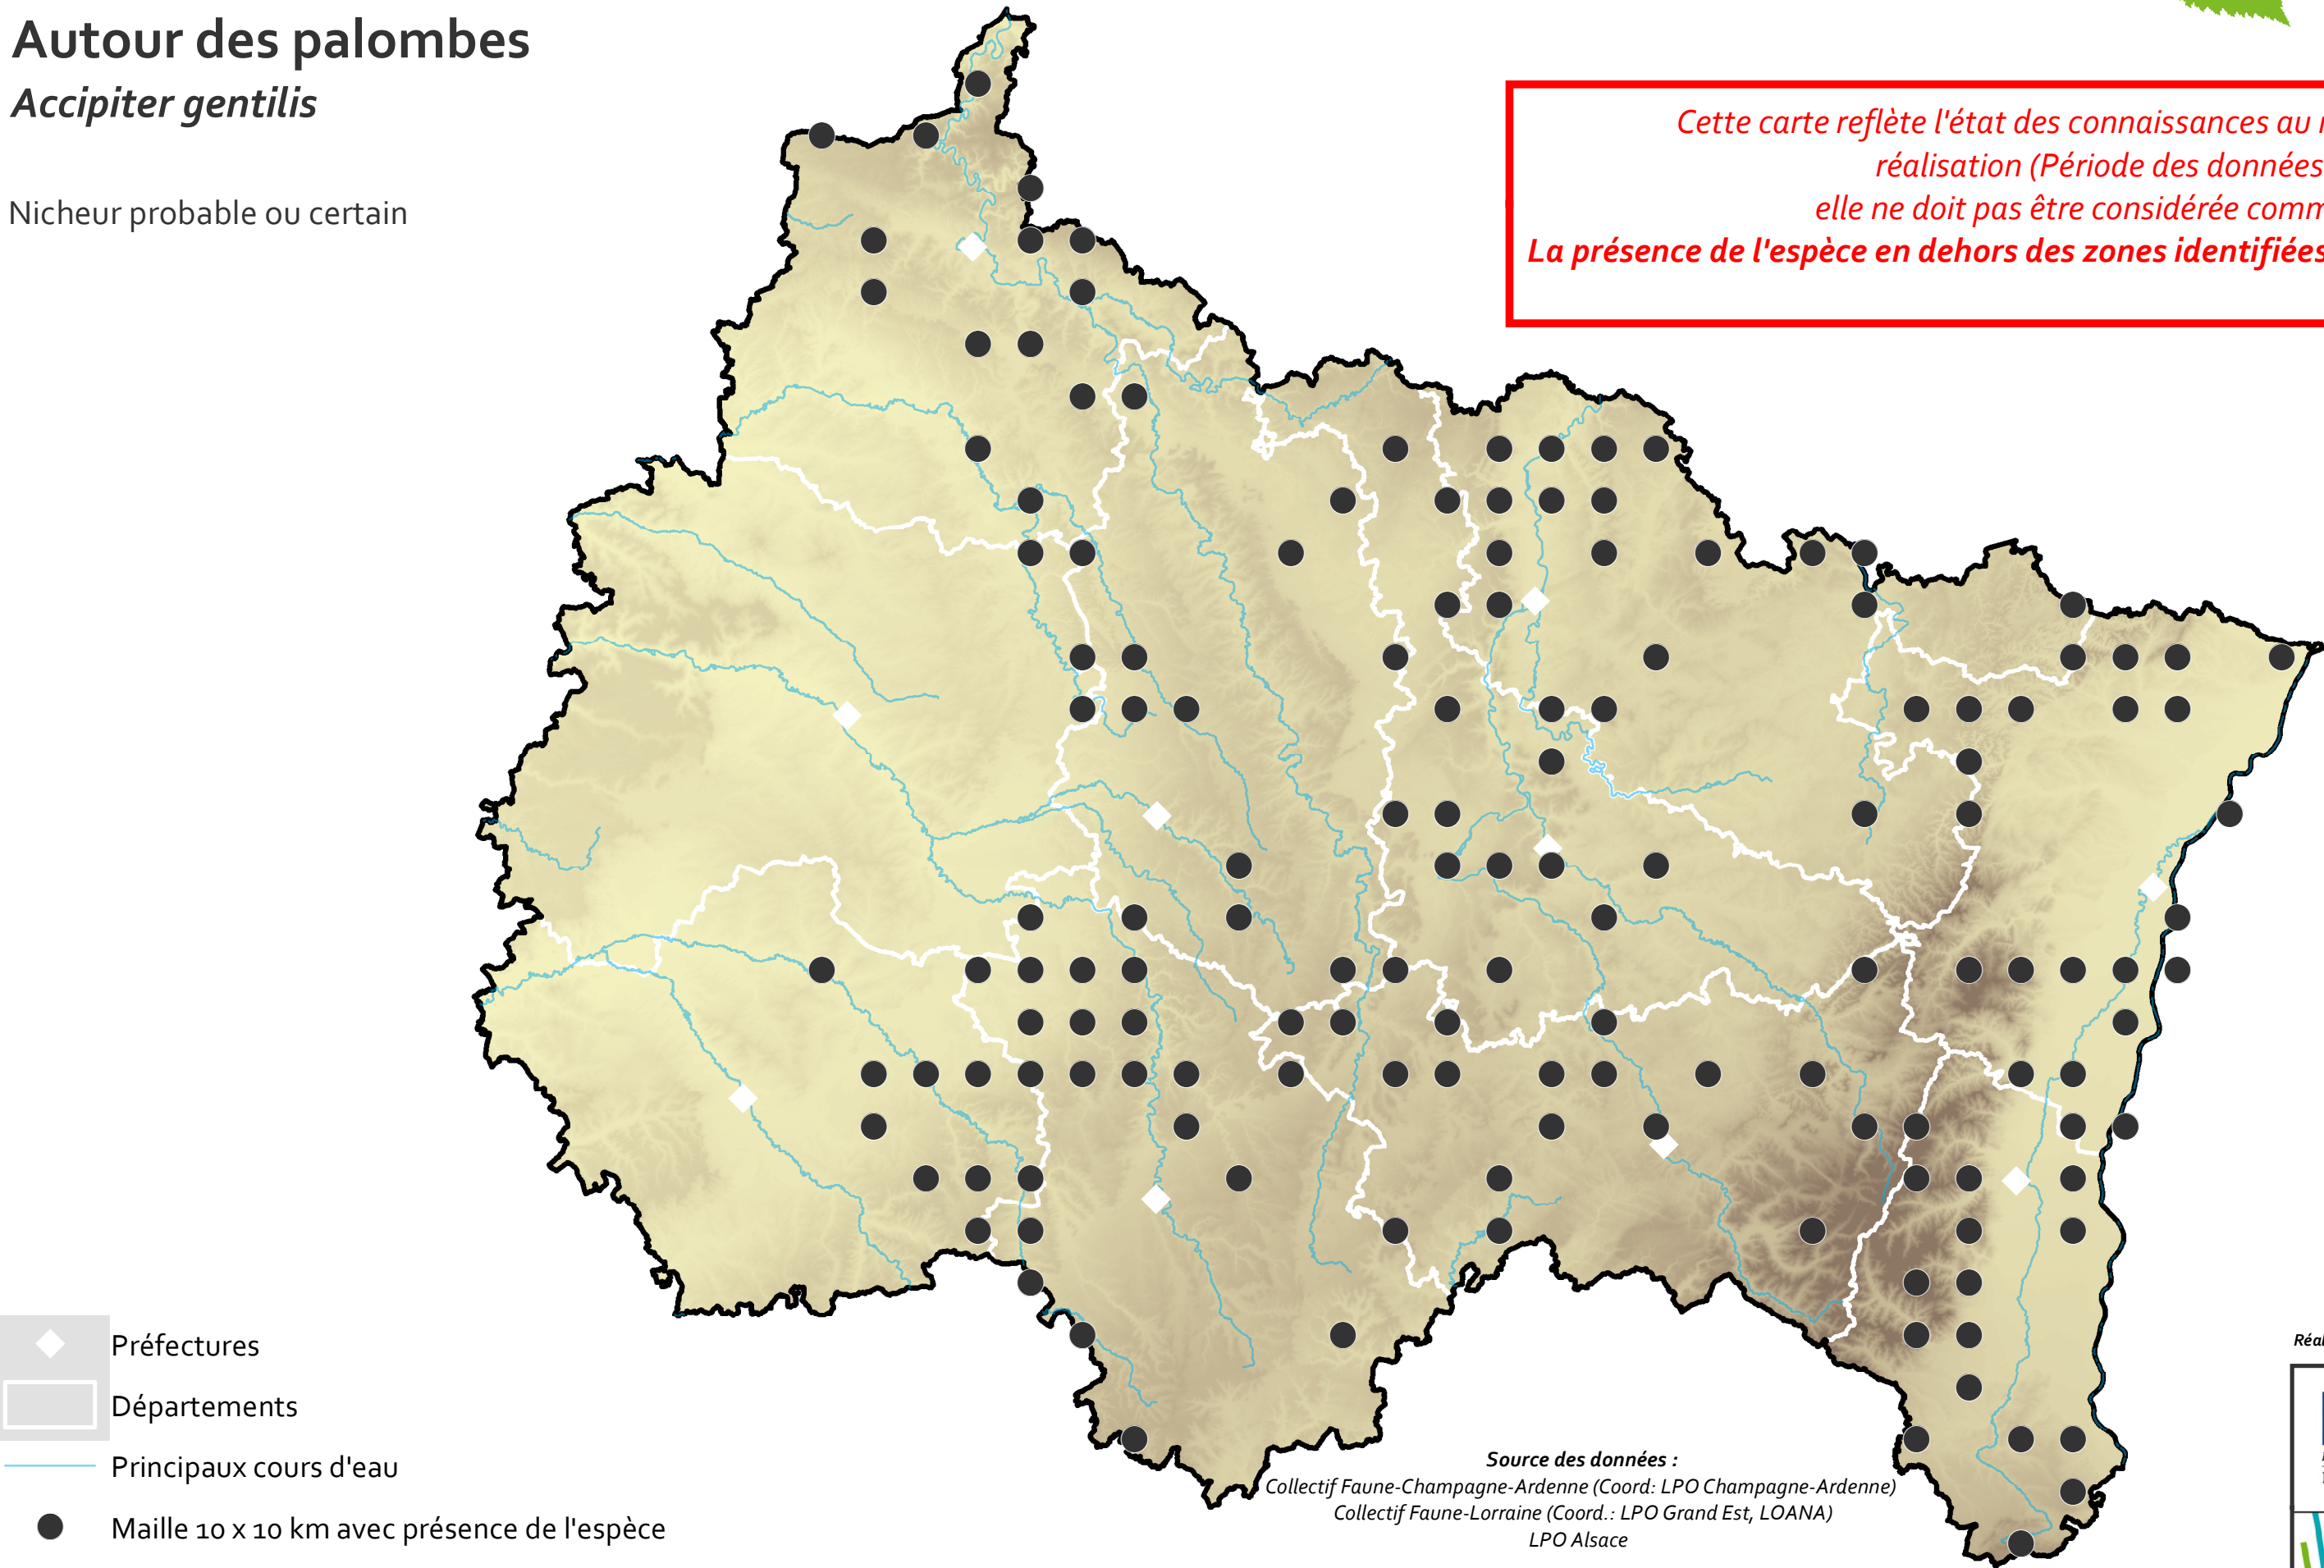 Autour des palombes
Accipiter gentilis
Nicheur probable ou certain
Cette carte reflète l'état des connaissances au
réalisation (Période des données
elle ne doit pas être considérée comm
La présence de l'espèce en dehors des zones identifiées
Préfectures
Départements
Principaux cours d'eau
Maille 10 x 10 km avec présence de l'espèce
Source des données :
Collectif Faune-Champagne-Ardenne (Coord: LPO Champagne-Ardenne)
Collectif Faune-Lorraine (Coord.: LPO Grand Est, LOANA)
LPO Alsace
Réal